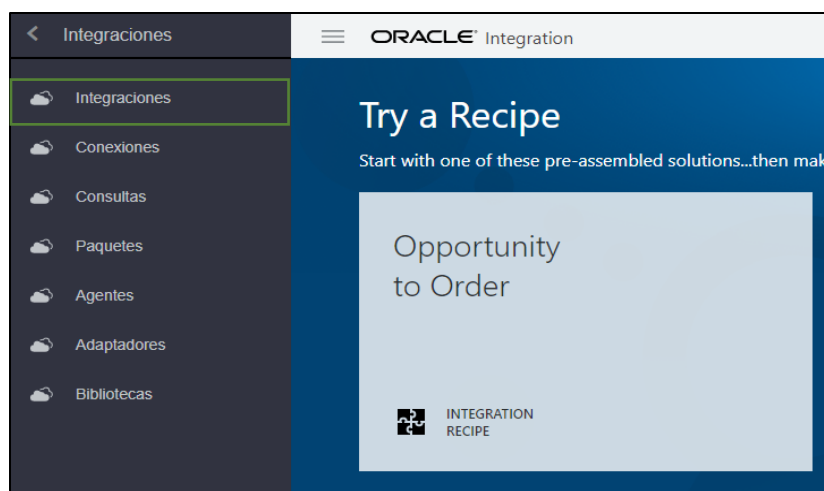 Integraciones
ORACLE Integration
Integraciones
Conexiones
Consultas
Paquetes
Agentes
Adaptadores
Bibliotecas
Try a Recipe
Start with one of these pre-assembled solutions...then mak
Opportunity
to Order
INTEGRATION
RECIPE